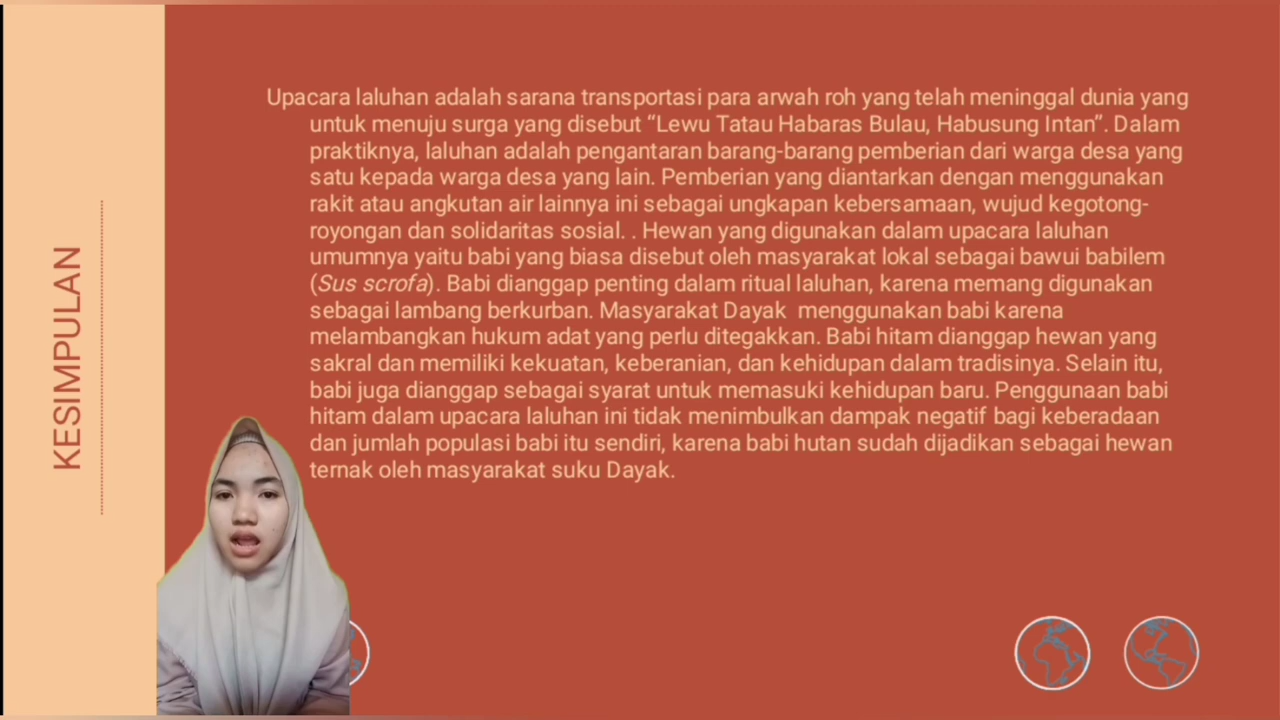 KESIMPULAN
Upacara laluhan adalah sarana transportasi para arwah roh yang telah meninggal dunia yang
untuk menuju surga yang disebut “Lewu Tatau Habaras Bulau, Habusung Intan”. Dalam
praktiknya, laluhan adalah pengantaran barang-barang pemberian dari warga desa yang
satu kepada warga desa yang lain. Pemberian yang diantarkan dengan menggunakan
rakit atau angkutan air lainnya ini sebagai ungkapan kebersamaan, wujud kegotong-
royongan dan solidaritas sosial. . Hewan yang digunakan dalam upacara laluhan
umumnya yaitu babi yang biasa disebut oleh masyarakat lokal sebagai bawui babilem
(Sus scrofa). Babi dianggap penting dalam ritual laluhan, karena memang digunakan
sebagai lambang berkurban. Masyarakat Dayak  menggunakan babi karena
melambangkan hukum adat yang perlu ditegakkan. Babi hitam dianggap hewan yang
sakral dan memiliki kekuatan, keberanian, dan kehidupan dalam tradisinya. Selain itu,
babi juga dianggap sebagai syarat untuk memasuki kehidupan baru. Penggunaan babi
hitam dalam upacara laluhan ini tidak menimbulkan dampak negatif bagi keberadaan
dan jumlah populasi babi itu sendiri, karena babi hutan sudah dijadikan sebagai hewan
ternak oleh masyarakat suku Dayak.